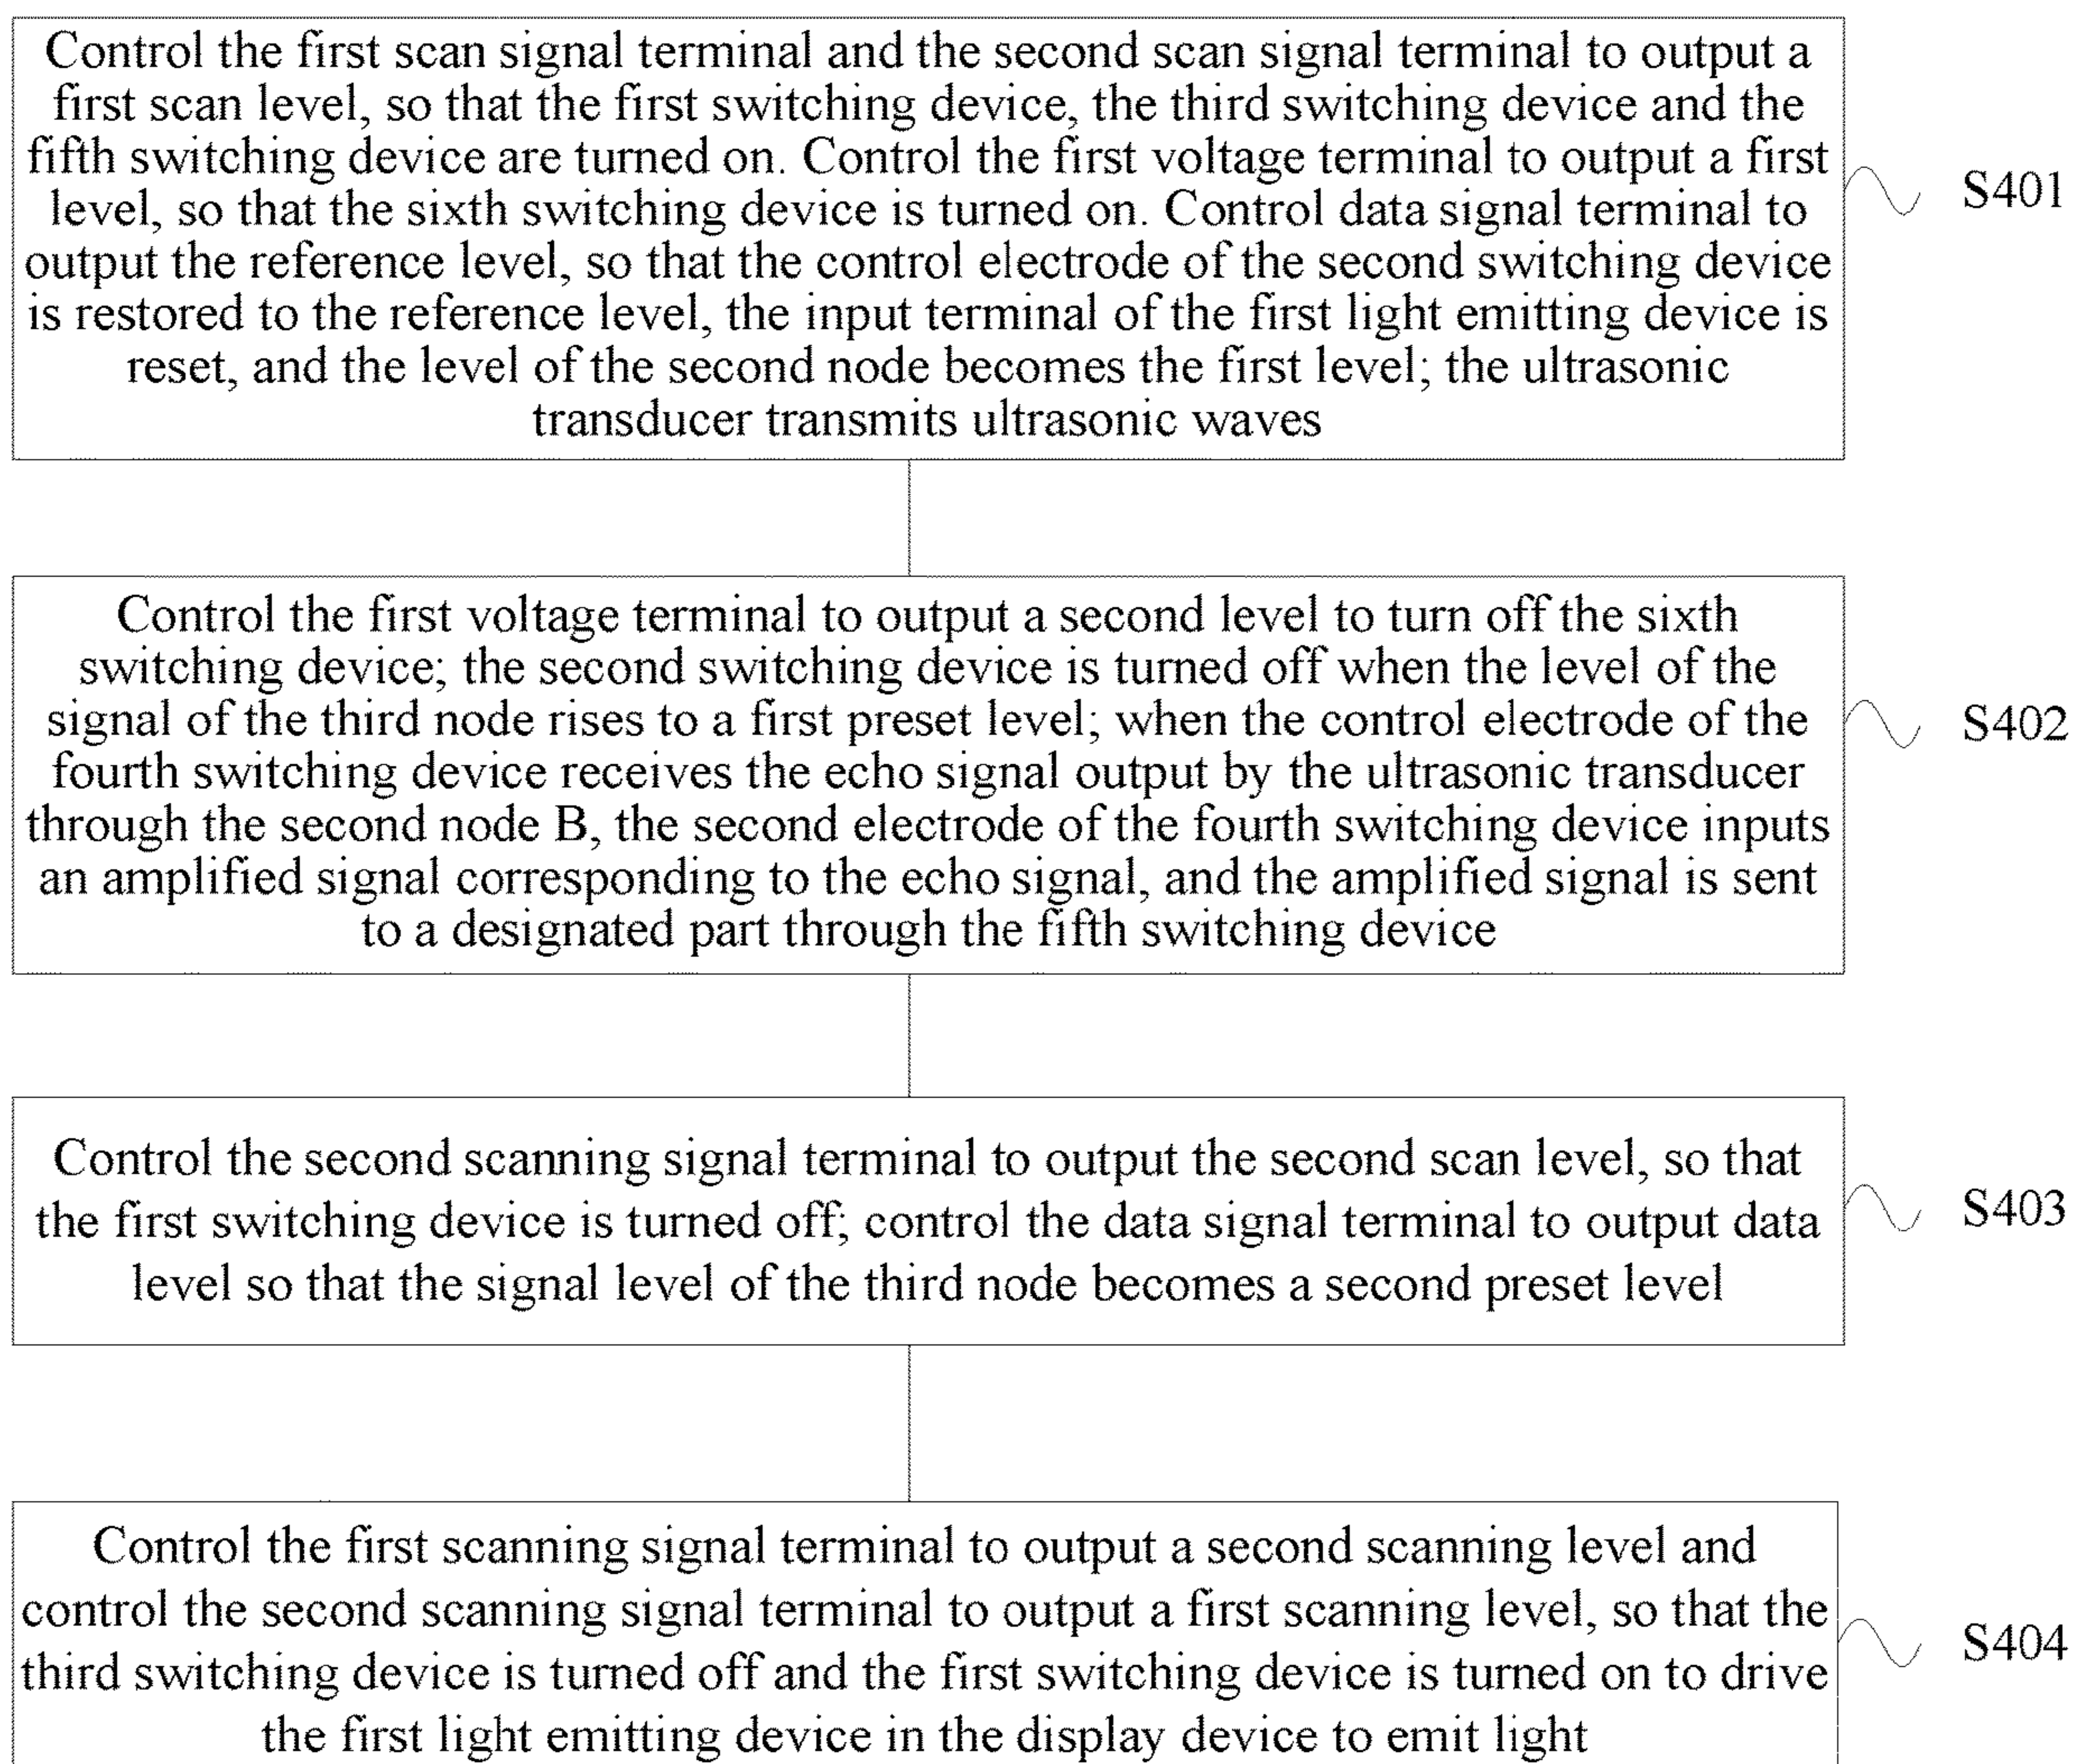 Control the first scan signal terminal and the second scan signal terminal to output a
first scan level, so that the first switching device, the third switching device and the
fifth switching device are turned on. Control the first voltage terminal to output a first
level, so that the sixth switching device is turned on. Control data signal terminal to
output the reference level, so that the control electrode of the second switching device
is restored to the reference level, the input terminal of the first light emitting device is
reset, and the level of the second node becomes the first level; the ultrasonic
transducer transmits ultrasonic waves
S401
Control the first voltage terminal to output a second level to turn off the sixth
switching device; the second switching device is turned off when the level of the
signal of the third node rises to a first preset level; when the control electrode of the
fourth switching device receives the echo signal output by the ultrasonic transducer
through the second node B, the second electrode of the fourth switching device inputs
an amplified signal corresponding to the echo signal, and the amplified signal is sent
to a designated part through the fifth switching device
S402
Control the second scanning signal terminal to output the second scan level, so that
the first switching device is turned off; control the data signal terminal to output data
level so that the signal level of the third node becomes a second preset level
S403
Control the first scanning signal terminal to output a second scanning level and
control the second scanning signal terminal to output a first scanning level, so that the
third switching device is turned off and the first switching device is turned on to drive
the first light emitting device in the display device to emit light
S404